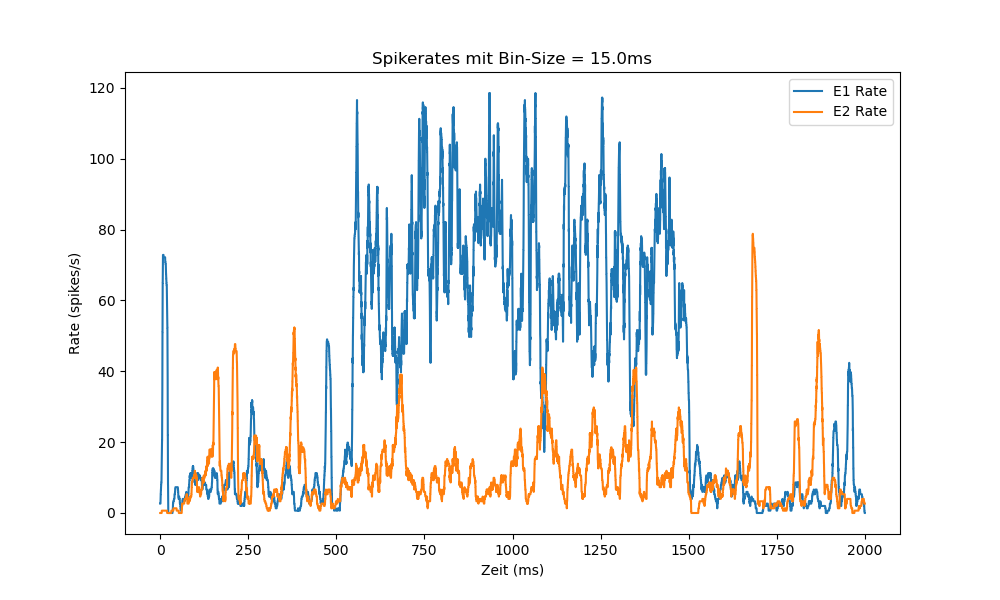 Spikerates mit Bin-Size = 15.0ms
E1 Rate
E2 Rate
Rate (spikes/s)
120
100
80
60
40
20
0
0 250 500 750 1000 1250 1500 1750 2000
Zeit (ms)